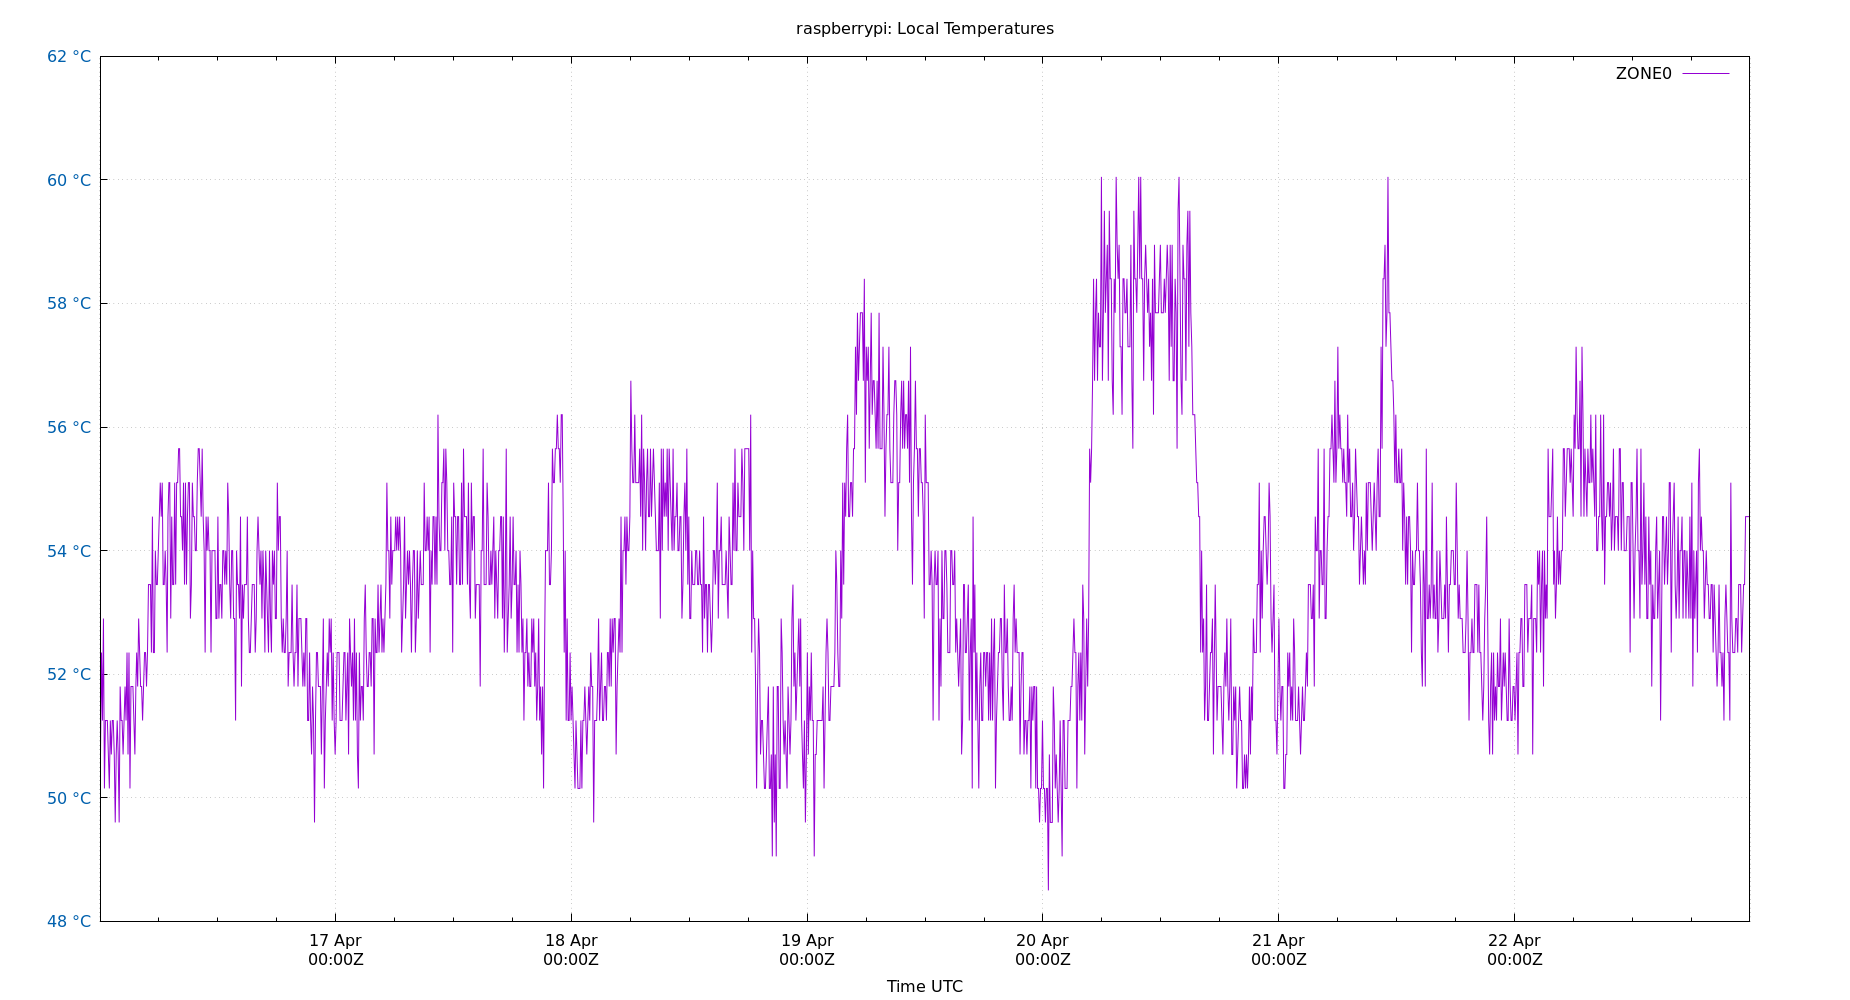 raspberrypi: Local Temperatures
62 °C
ZONE0
60 °C
58 °C
56 °C
54 °C
52 °C
50 °C
48 °C
17 Apr 18 Apr 19 Apr 20 Apr 21 Apr 22 Apr
00:00Z 00:00Z 00:00Z 00:00Z 00:00Z 00:00Z
Time UTC